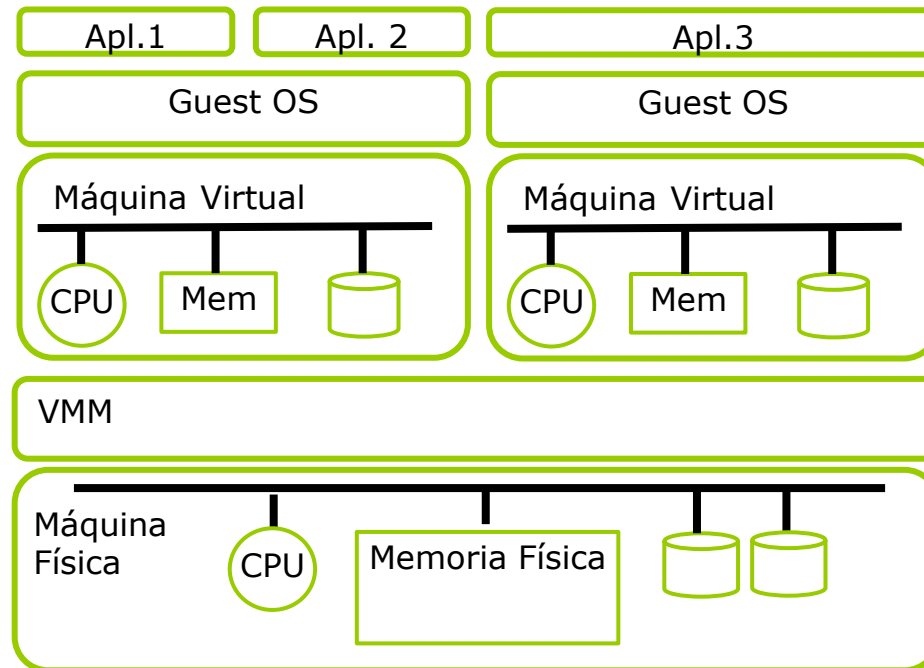 Apl.1
Apl. 2
Apl.3
Guest OS
Guest OS
Máquina Virtual
Máquina Virtual
CPU
Mem
CPU
Mem
VMM
Máquina
Física
CPU
Memoria Física